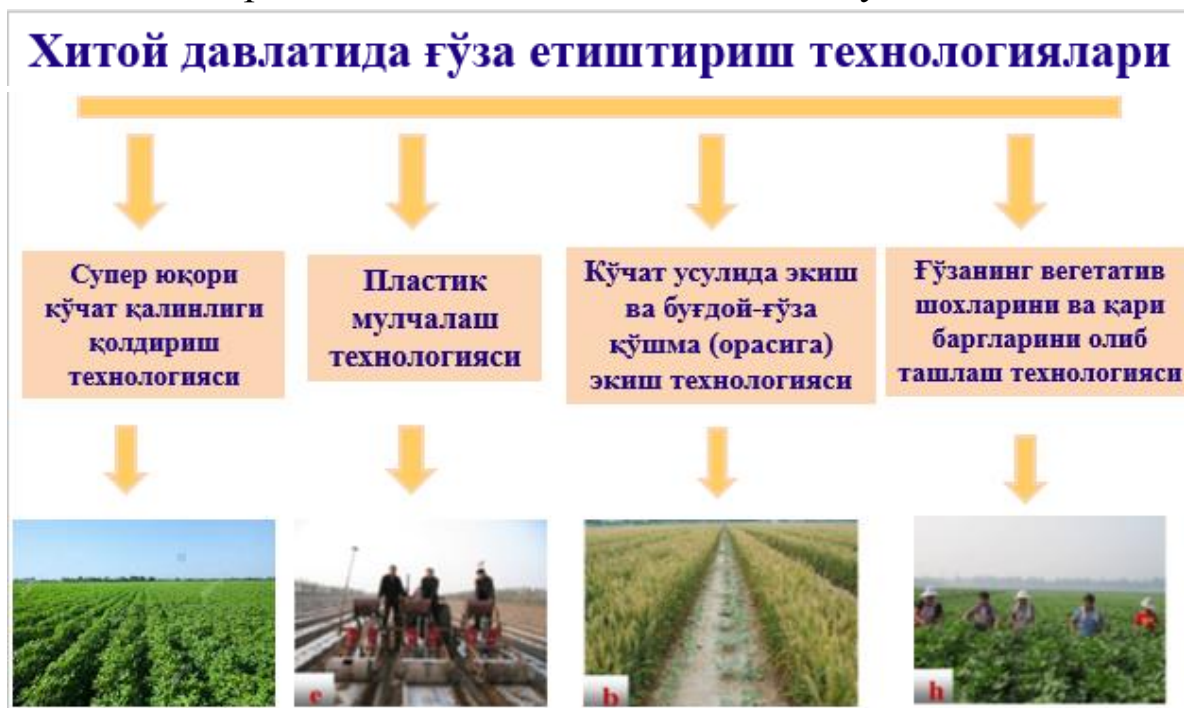 Хитой давлатида ғўза етиштириш технологиялари
Супер юқори
кўчат қалинлиги
қолдириш
технологияси
Пластик
мулчалаш
технологияси
Кўчат усулида экиш
ва буғдой-ғўза
қўшма (орасига)
экиш технологияси
Ғўзанинг вегетатив
шохларини ва қари
баргларини олиб
ташлаш технологияси
e
b
h